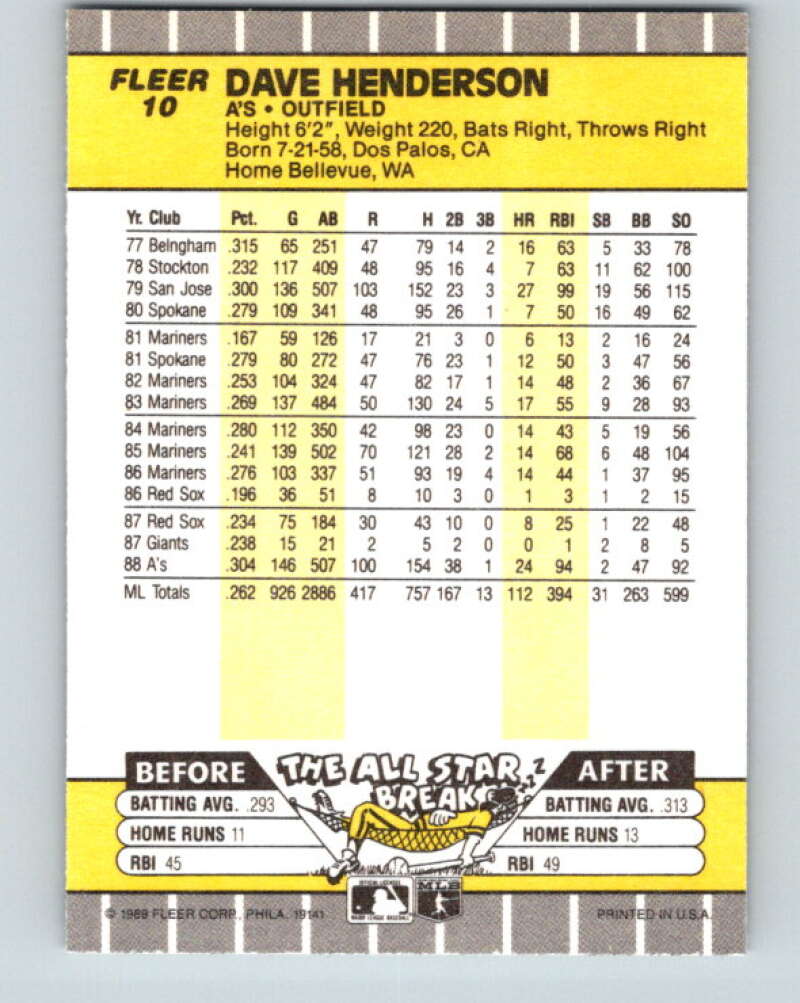 FLEER 10
DAVE HENDERSON
A'S • OUTFIELD
Height 6'2", Weight 220, Bats Right, Throws Right
Born 7-21-58, Dos Palos, CA
Home Bellevue, WA
Yr. Club Pct. G AB R H 2B 3B HR RBI SB BB SO
77 Belngham .315 65 251 47 79 14 2 16 63 5 33 78
78 Stockton .232 117 409 48 95 16 4 7 63 11 62 100
79 San Jose .300 136 507 103 152 23 3 27 99 19 56 115
80 Spokane .279 109 341 48 95 26 1 7 50 16 49 62
81 Mariners .167 59 126 17 21 3 0 6 13 2 16 24
81 Spokane .279 80 272 47 76 23 1 12 50 3 47 56
82 Mariners .253 104 324 47 82 17 1 14 48 2 36 67
83 Mariners .269 137 484 50 130 24 5 17 55 9 28 93
84 Mariners .280 112 350 42 98 23 0 14 43 5 19 56
85 Mariners .241 139 502 70 121 28 2 14 68 6 48 104
86 Mariners .276 103 337 51 93 19 4 14 44 1 37 95
86 Red Sox .196 36 51 8 10 3 0 1 3 1 2 15
87 Red Sox .234 75 184 30 43 10 0 8 25 1 22 48
87 Giants .238 15 21 2 5 2 0 0 1 2 8 5
88 A's .304 146 507 100 154 38 1 24 94 2 47 92
ML Totals .262 926 2886 417 757 167 13 112 394 31 263 599
BEFORE THE ALL STAR BREAK AFTER
BATTING AVG. .293 BATTING AVG. .313
HOME RUNS 11 HOME RUNS 13
RBI 45 RBI 49
© 1989 FLEER CORP., PHILA. 19141 MLB PRINTED IN U.S.A.